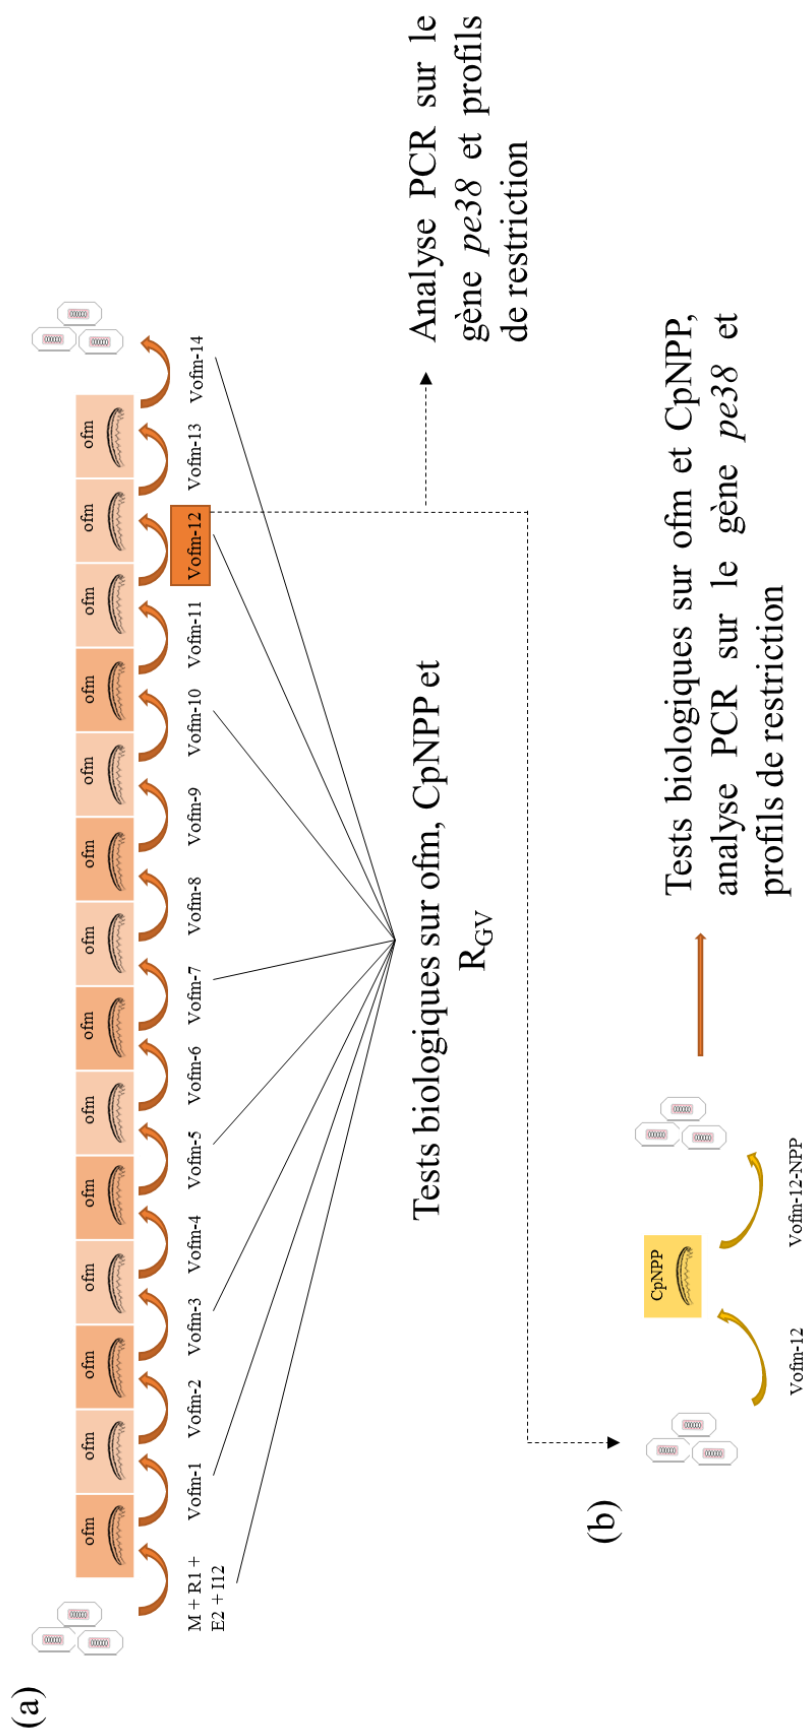 (a)
ofm
ofm
ofm
ofm
ofm
ofm
ofm
ofm
ofm
ofm
ofm
ofm
ofm
ofm
M + R1 +
E2 + I12
Vofm-1
Vofm-2
Vofm-3
Vofm-4
Vofm-5
Vofm-6
Vofm-7
Vofm-8
Vofm-9
Vofm-10
Vofm-11
Vofm-12
Vofm-13
Vofm-14
Tests biologiques sur ofm, CpNPP et
RGV
Analyse PCR sur le
gène pe38 et profils
de restriction
(b)
CpNPP
Vofm-12
Vofm-12-NPP
Tests biologiques sur ofm et CpNPP,
analyse PCR sur le gène pe38 et
profils de restriction